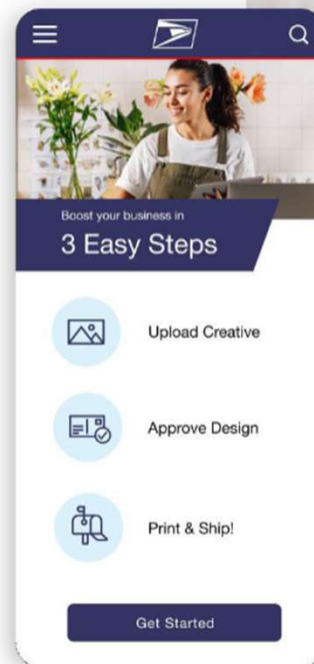 Boost your business in
3 Easy Steps
Upload Creative
Approve Design
Print & Ship!
Get Started